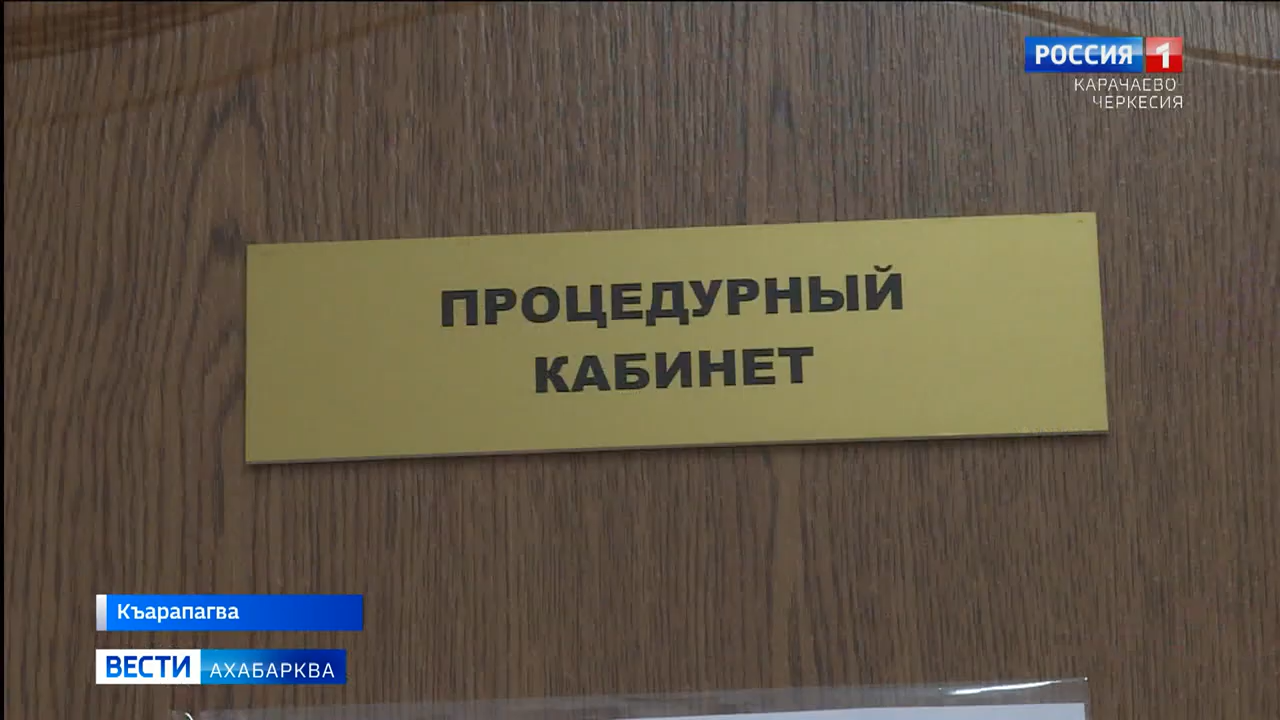 РОССИЯ 1
КАРАЧАЕВО
ЧЕРКЕСИЯ
ПРОЦЕДУРНЫЙ
КАБИНЕТ
Къарапагва
ВЕСТИ АХАБАРКВА